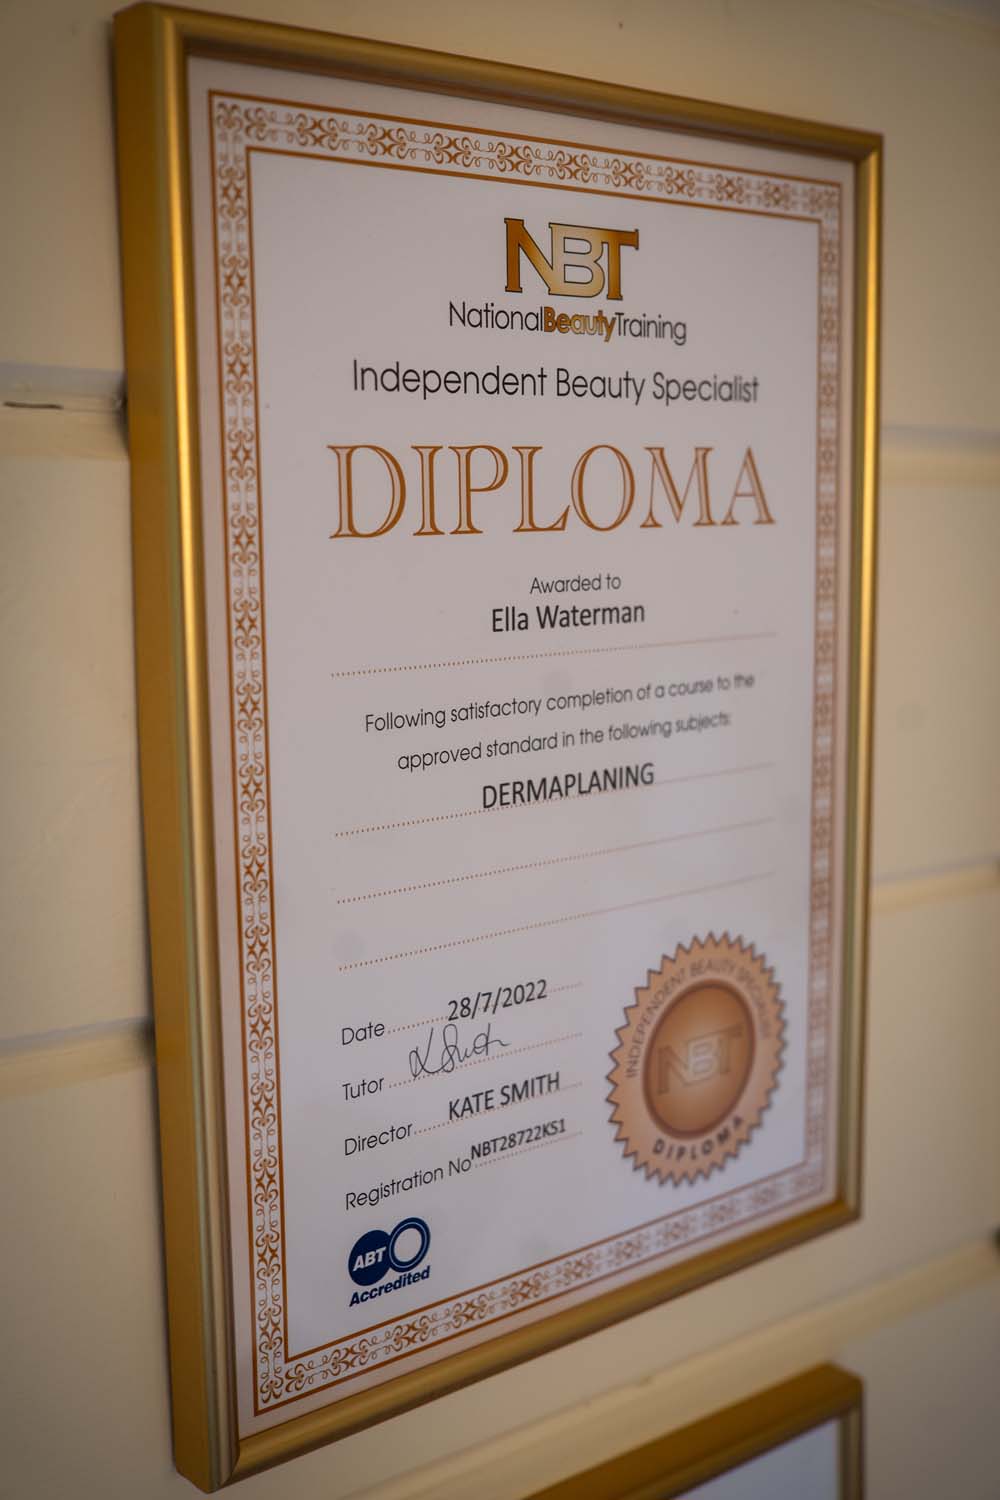 NBT
NationalBeautyTraining
Independent Beauty Specialist
DIPLOMA
Awarded to
Ella Waterman
Following satisfactory completion of a course to the
approved standard in the following subjects:
DERMAPLANING
Date 28/7/2022
Tutor K Smith
Director KATE SMITH
Registration No NBT28722KS1
INDEPENDENT BEAUTY SPECIALIST
NBT
DIPLOMA
ABT
Accredited